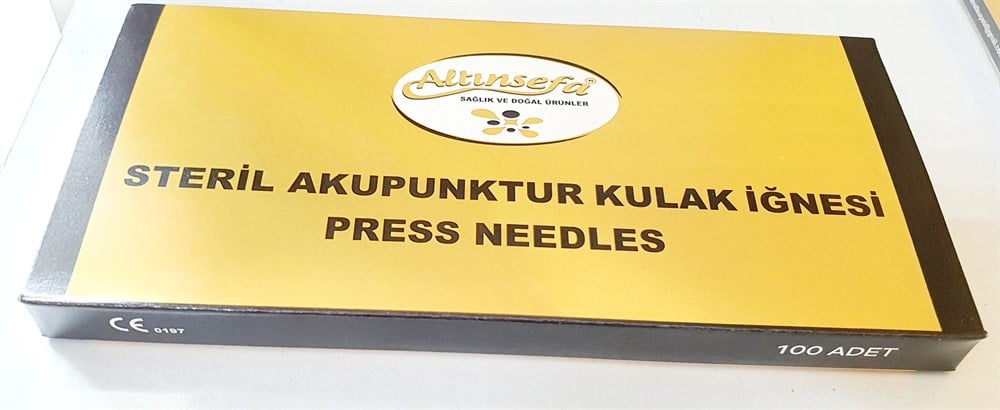 Altınsefa®
SAĞLIK VE DOĞAL ÜRÜNLER
STERİL AKUPUNKTUR KULAK İĞNESİ
PRESS NEEDLES
CE 0197
100 ADET